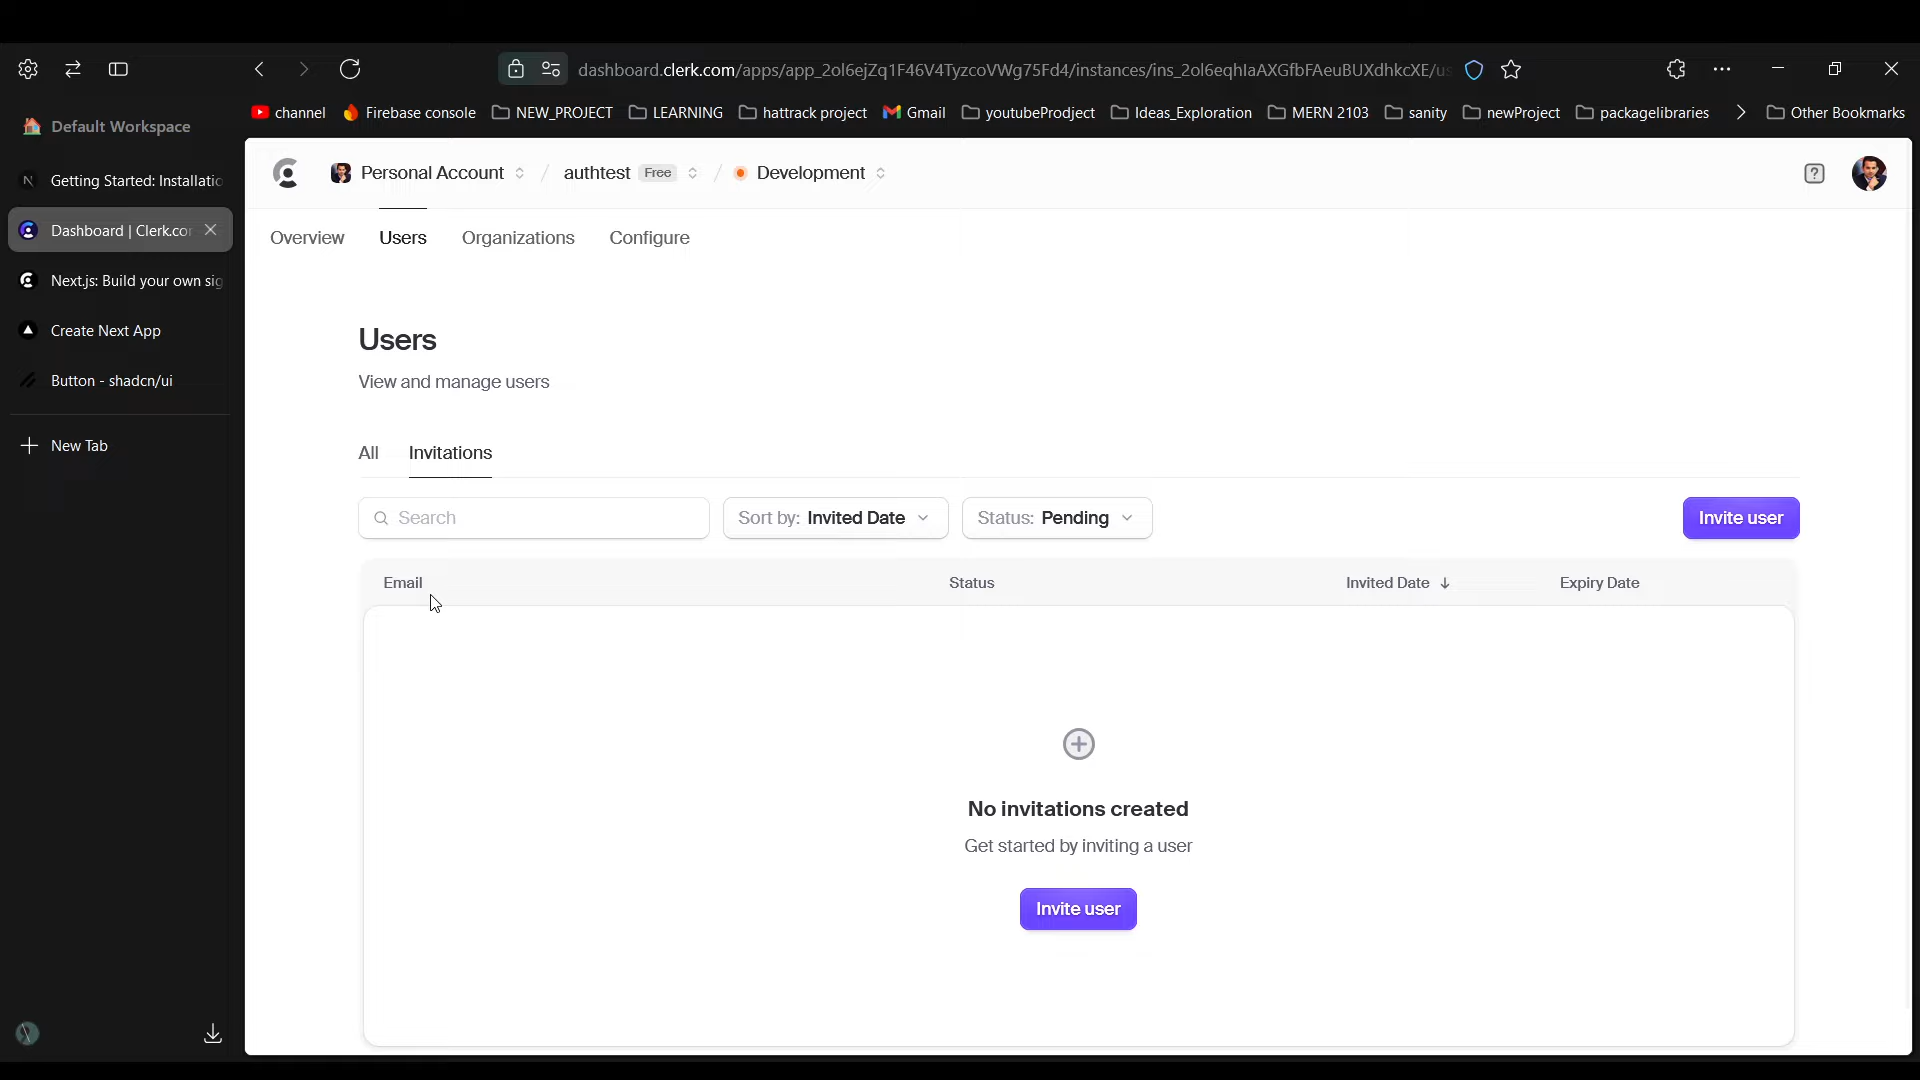 dashboard.clerk.com/apps/app_2ol6ejZq1F46V4TyzcoVWg75Fd4/instances/ins_2ol6eqhlaAXGfbFAeuBUXdhkcXE/us
channel
Firebase console
NEW_PROJECT
LEARNING
hattrack project
Gmail
youtubeProdject
Ideas_Exploration
MERN 2103
sanity
newProject
packagelibraries
Other Bookmarks
Default Workspace
Getting Started: Installatio
Dashboard | Clerk.cor
Next.js: Build your own sig
Create Next App
Button - shadcn/ui
New Tab
Personal Account / authtest Free / Development
Overview
Users
Organizations
Configure
Users
View and manage users
All
Invitations
Search
Sort by: Invited Date
Status: Pending
Invite user
Email
Status
Invited Date
Expiry Date
No invitations created
Get started by inviting a user
Invite user